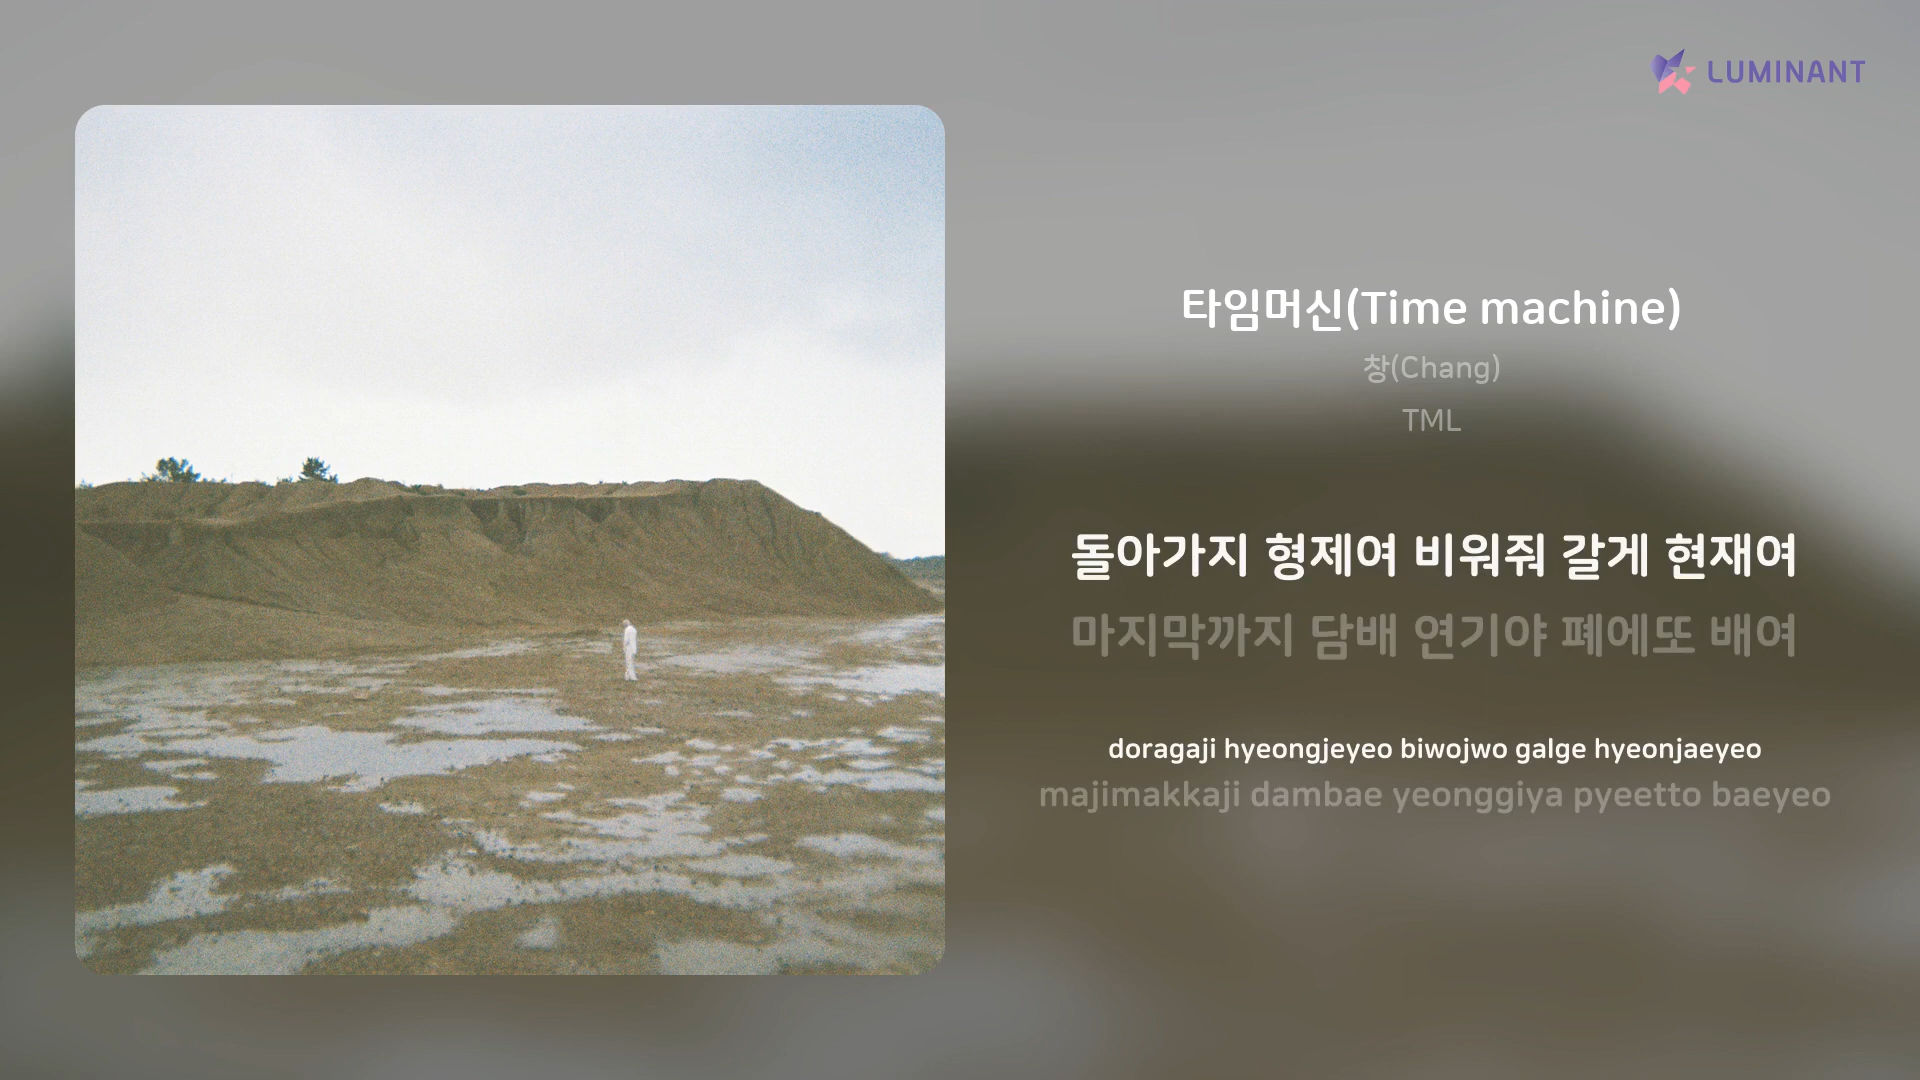 LUMINANT
타임머신(Time machine)
창(Chang)
TML
돌아가지 형제여 비워줘 갈게 현재여
마지막까지 담배 연기야 폐에또 배여
doragaji hyeongjeyeo biwojwo galge hyeonjaeyeo
majimakkaji dambae yeonggiya pyeetto baeyeo